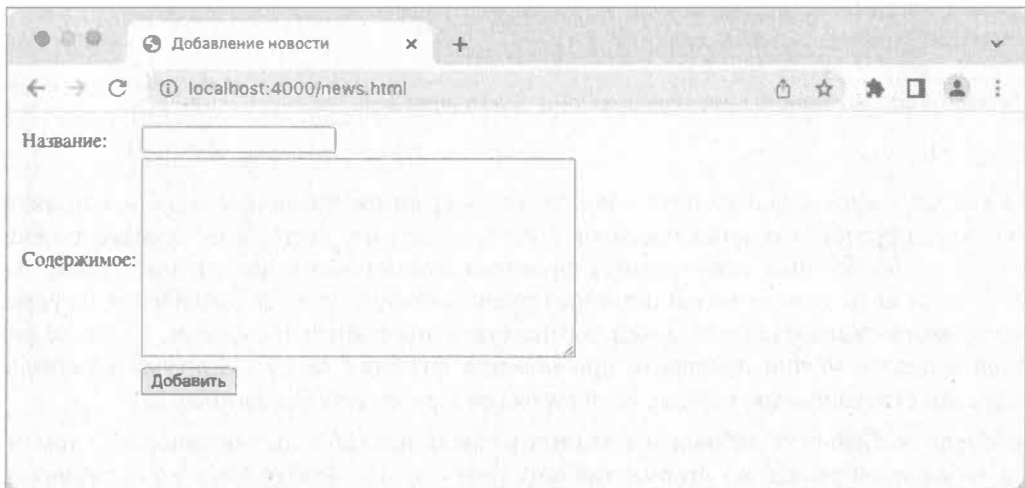 Добавление новости
localhost:4000/news.html
Название:
Содержимое:
Добавить